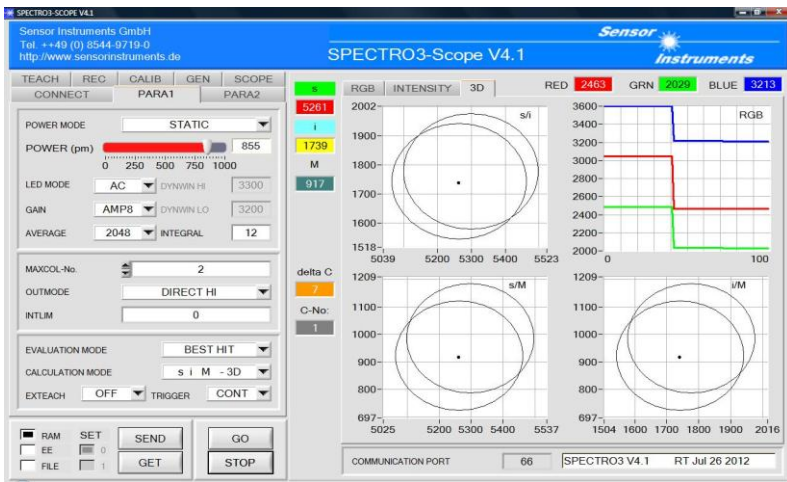 SPECTRO3-SCOPE V4.1
Sensor Instruments GmbH
Tel. ++49 (0) 8544-9719-0
http://www.sensorinstruments.de
SPECTRO3-Scope V4.1
Sensor
Instruments
TEACH REC CALIB GEN SCOPE
CONNECT PARA1 PARA2
POWER MODE STATIC
POWER (pm) 855
0 250 500 750 1000
LED MODE AC DYNWIN HI 3300
GAIN AMP8 DYNWIN LO 3200
AVERAGE 2048 INTEGRAL 12
MAXCOL-No. 2
OUTMODE DIRECT HI
INTLIM 0
EVALUATION MODE BEST HIT
CALCULATION MODE s i M - 3D
EXTEACH OFF TRIGGER CONT
RAM SET SEND GO
EE 0
FILE 1 GET STOP
s
5261
i
1739
M
917
delta C
7
C-No:
1
RGB INTENSITY 3D RED 2463 GRN 2029 BLUE 3213
s/i
2002
1900
1800
1700
1600
1518
5039 5200 5300 5400 5523
RGB
3600
3400
3200
3000
2800
2600
2400
2200
2000
0 100
s/M
1209
1100
1000
900
800
697
5025 5200 5300 5400 5537
i/M
1209
1100
1000
900
800
697
1504 1600 1700 1800 1900 2016
COMMUNICATION PORT 66 SPECTRO3 V4.1 RT Jul 26 2012